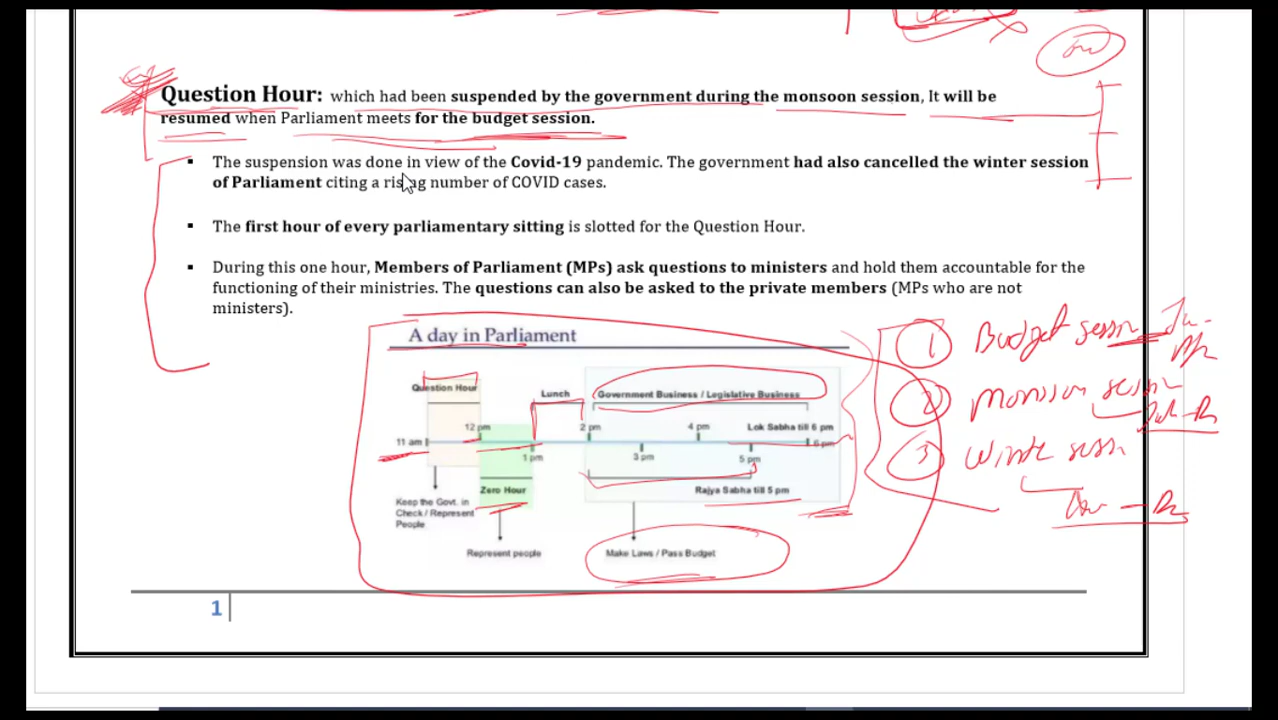 Question Hour: which had been suspended by the government during the monsoon session, It will be
resumed when Parliament meets for the budget session.
▪ The suspension was done in view of the Covid-19 pandemic. The government had also cancelled the winter session
of Parliament citing a rising number of COVID cases.
▪ The first hour of every parliamentary sitting is slotted for the Question Hour.
▪ During this one hour, Members of Parliament (MPs) ask questions to ministers and hold them accountable for the
functioning of their ministries. The questions can also be asked to the private members (MPs who are not
ministers).
A day in Parliament
Question Hour
Lunch
Government Business / Legislative Business
12 pm
2 pm
4 pm
Lok Sabha till 6 pm
11 am
6 pm
1 pm
3 pm
5 pm
Zero Hour
Rajya Sabha till 5 pm
Keep the Govt. in
Check / Represent
People
Represent people
Make Laws / Pass Budget
1 Budget session
2 monsoon session
3 Winte sessn
1